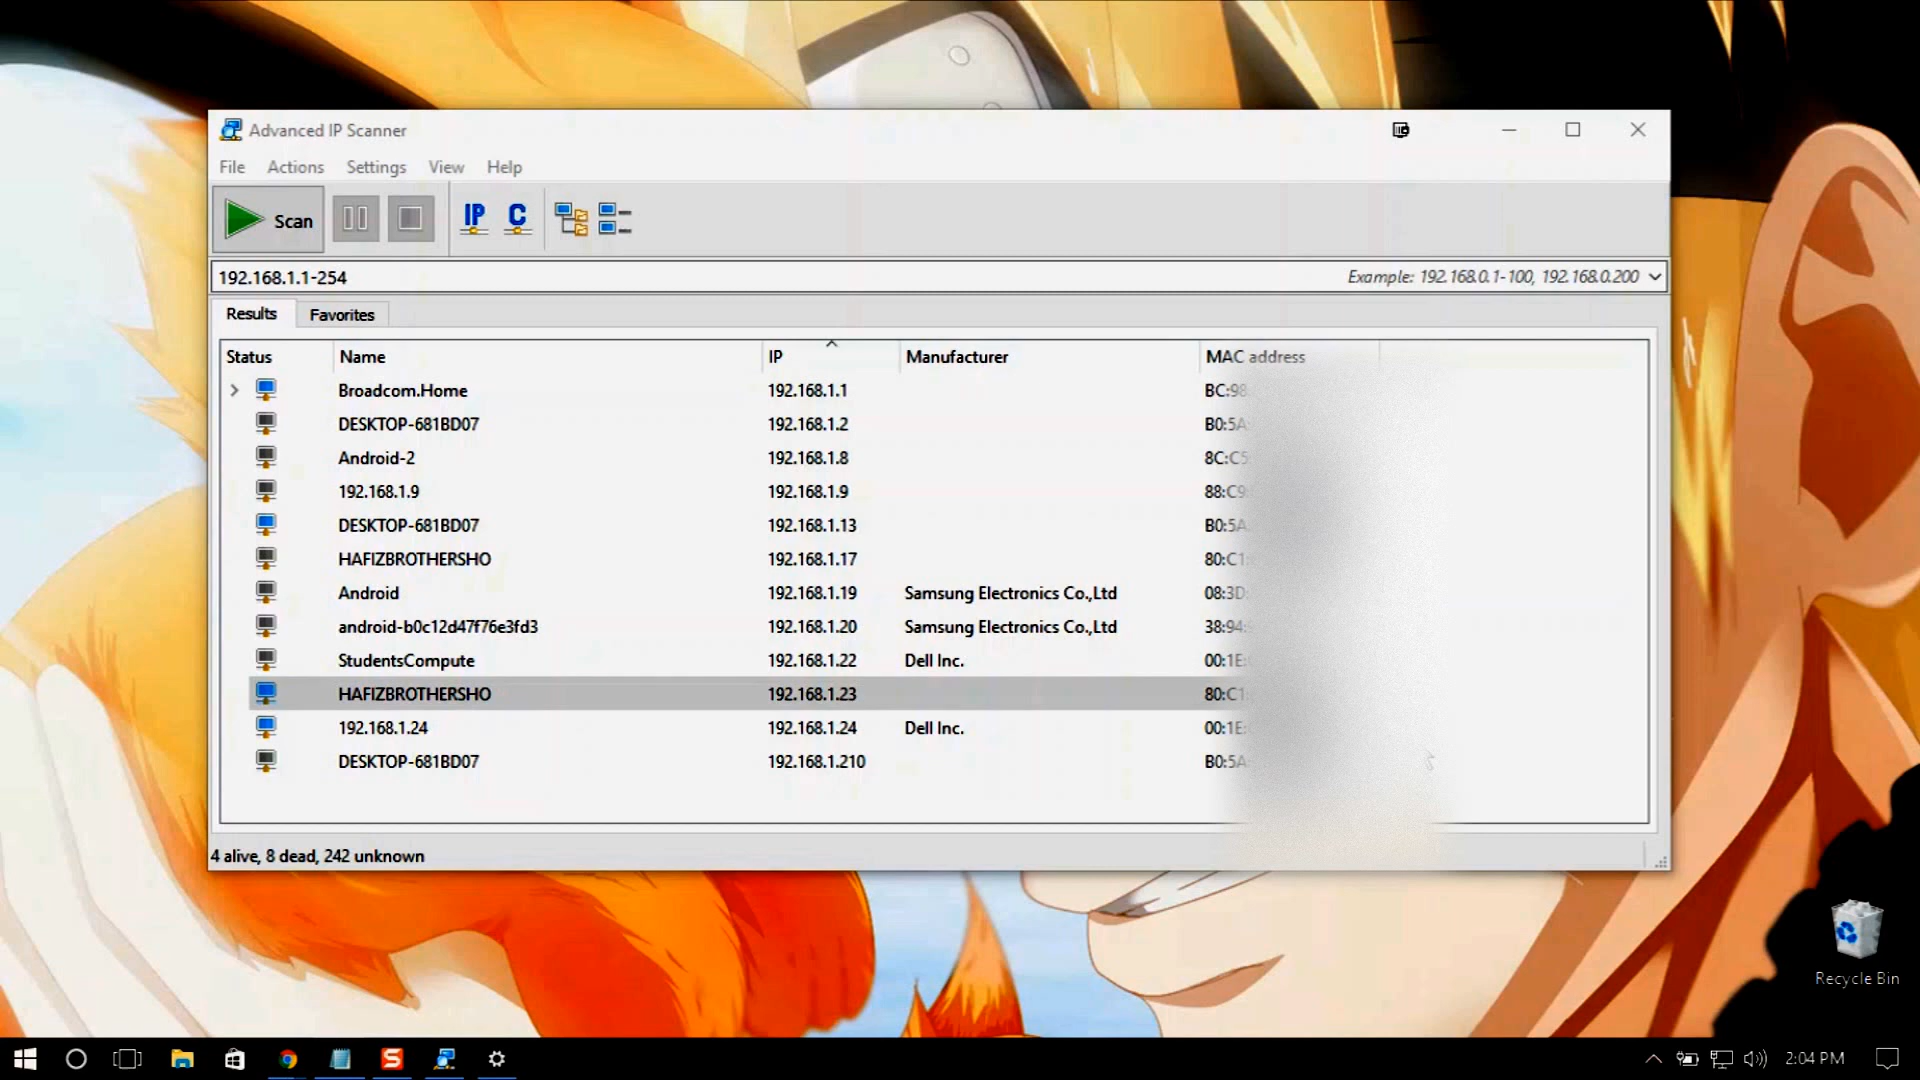 Advanced IP Scanner
File Actions Settings View Help
Scan IP C
192.168.1.1-254 Example: 192.168.0.1-100, 192.168.0.200
Results Favorites
Status Name IP Manufacturer MAC address
Broadcom.Home 192.168.1.1 BC:98
DESKTOP-681BD07 192.168.1.2 B0:5A:
Android-2 192.168.1.8 8C:C5:
192.168.1.9 192.168.1.9 88:C9:
DESKTOP-681BD07 192.168.1.13 B0:5A:
HAFIZBROTHERSHO 192.168.1.17 80:C1:
Android 192.168.1.19 Samsung Electronics Co.,Ltd 08:3D:
android-b0c12d47f76e3fd3 192.168.1.20 Samsung Electronics Co.,Ltd 38:94:
StudentsCompute 192.168.1.22 Dell Inc. 00:1E:
HAFIZBROTHERSHO 192.168.1.23 80:C1:
192.168.1.24 192.168.1.24 Dell Inc. 00:1E:
DESKTOP-681BD07 192.168.1.210 B0:5A:
4 alive, 8 dead, 242 unknown
Recycle Bin
2:04 PM